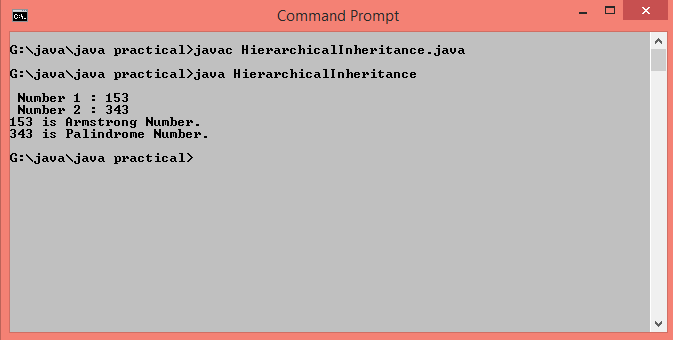 Command Prompt
G:\java\java practical>javac HierarchicalInheritance.java
G:\java\java practical>java HierarchicalInheritance
Number 1 : 153
Number 2 : 343
153 is Armstrong Number.
343 is Palindrome Number.
G:\java\java practical>